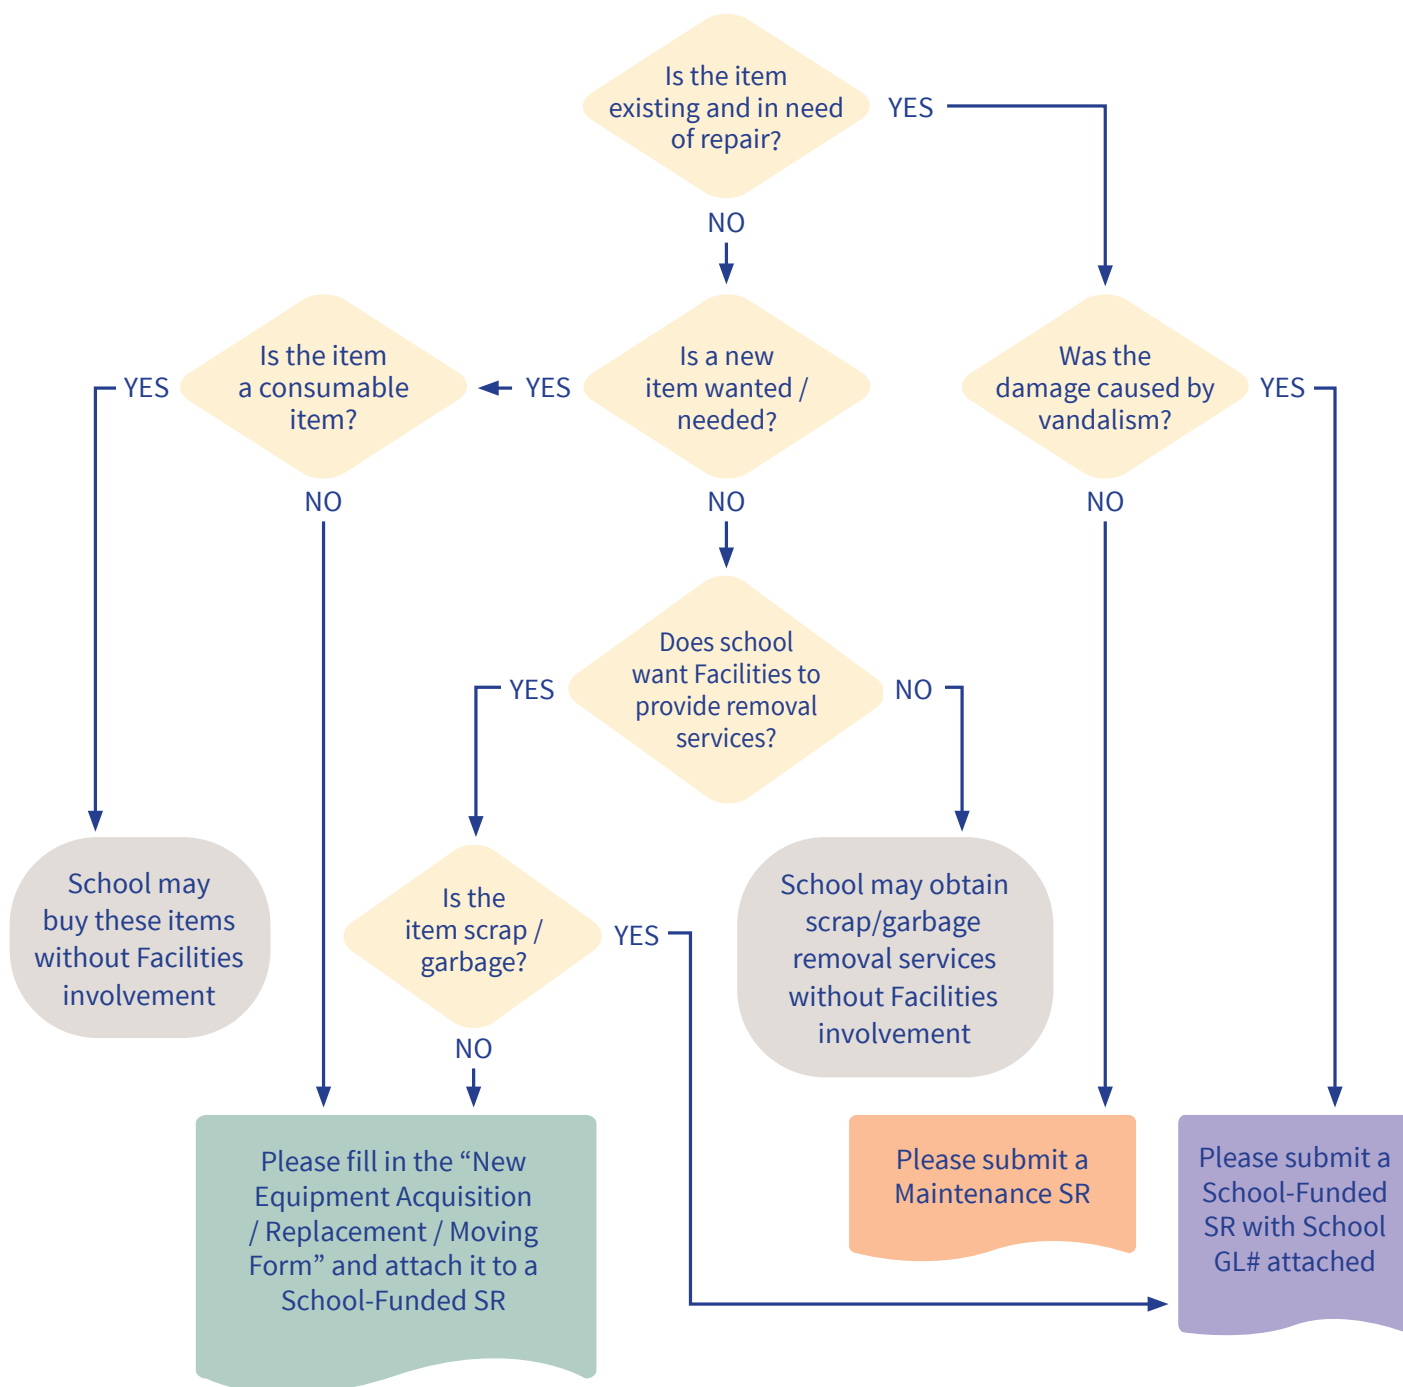 Is the item
existing and in need
of repair?
YES
NO
Is the item
a consumable
item?
YES
NO
Is a new
item wanted /
needed?
YES
NO
Was the
damage caused by
vandalism?
YES
NO
Does school
want Facilities to
provide removal
services?
YES
NO
School may
buy these items
without Facilities
involvement
Is the
item scrap /
garbage?
YES
NO
School may obtain
scrap/garbage
removal services
without Facilities
involvement
Please fill in the “New
Equipment Acquisition
/ Replacement / Moving
Form” and attach it to a
School-Funded SR
Please submit a
Maintenance SR
Please submit a
School-Funded
SR with School
GL# attached